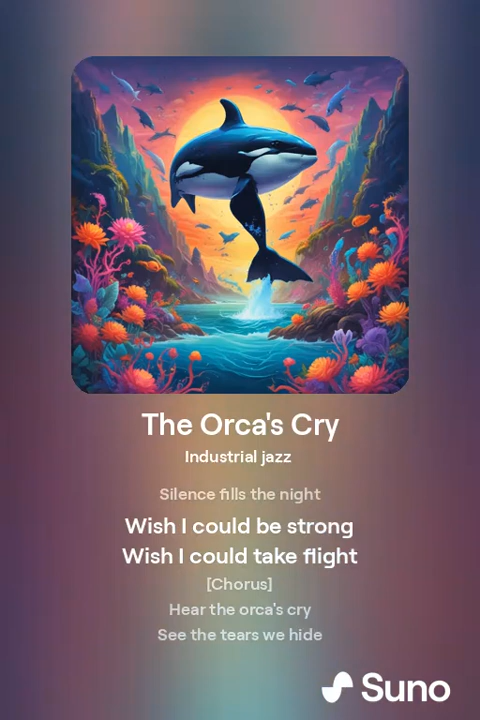 The Orca's Cry
Industrial jazz
Silence fills the night
Wish I could be strong
Wish I could take flight
[Chorus]
Hear the orca's cry
See the tears we hide
Suno